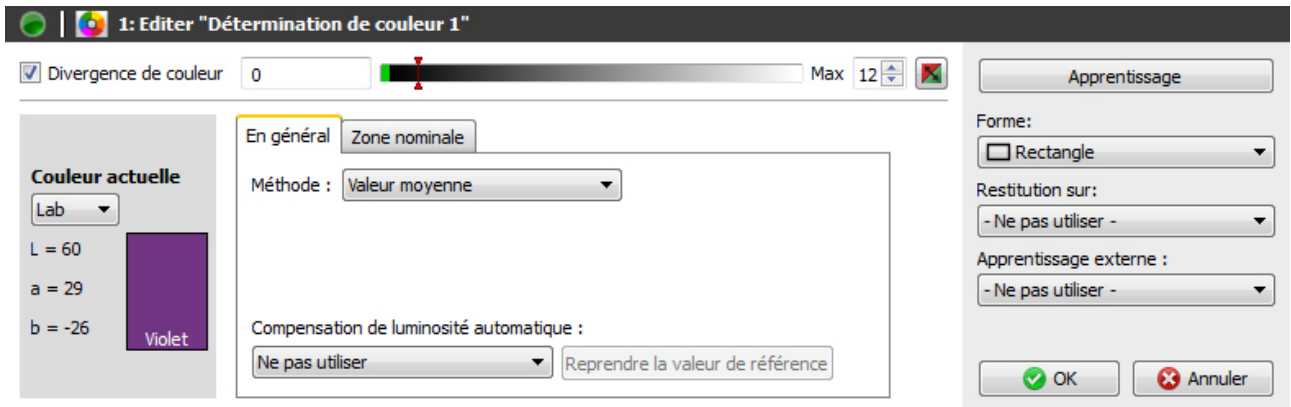 1: Editer "Détermination de couleur 1"
Divergence de couleur 0 Max 12
Apprentissage
Forme:
Rectangle
Restitution sur:
- Ne pas utiliser -
Apprentissage externe :
- Ne pas utiliser -
OK Annuler
Couleur actuelle
Lab
L = 60
a = 29
b = -26
Violet
En général Zone nominale
Méthode : Valeur moyenne
Compensation de luminosité automatique :
Ne pas utiliser Reprendre la valeur de référence